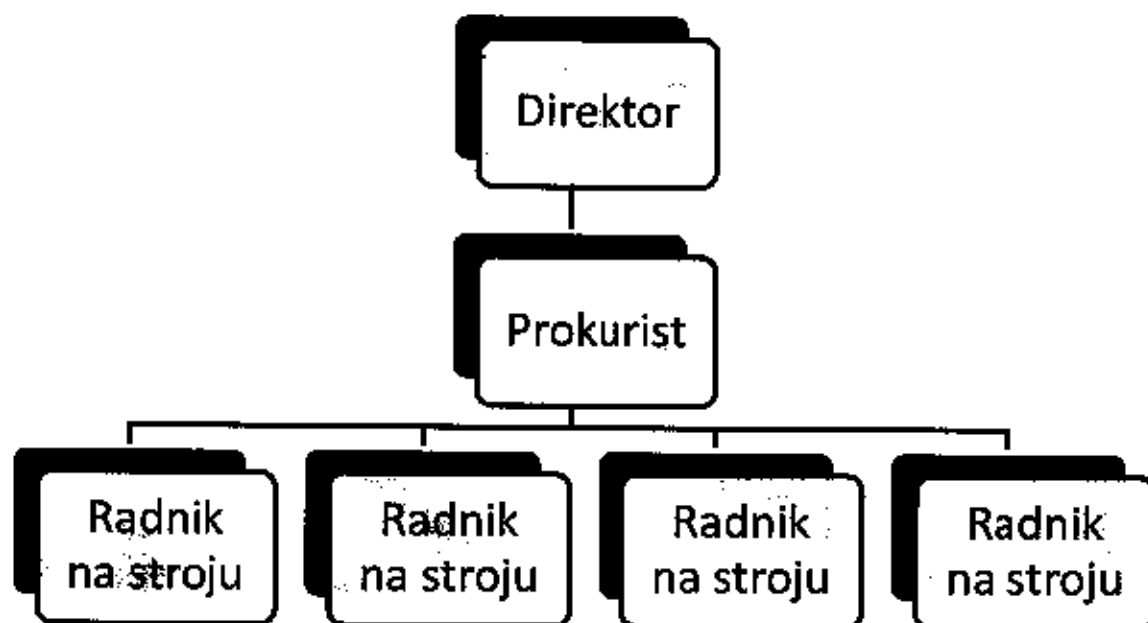 Direktor
Prokurist
Radnik
na stroju
Radnik
na stroju
Radnik
na stroju
Radnik
na stroju